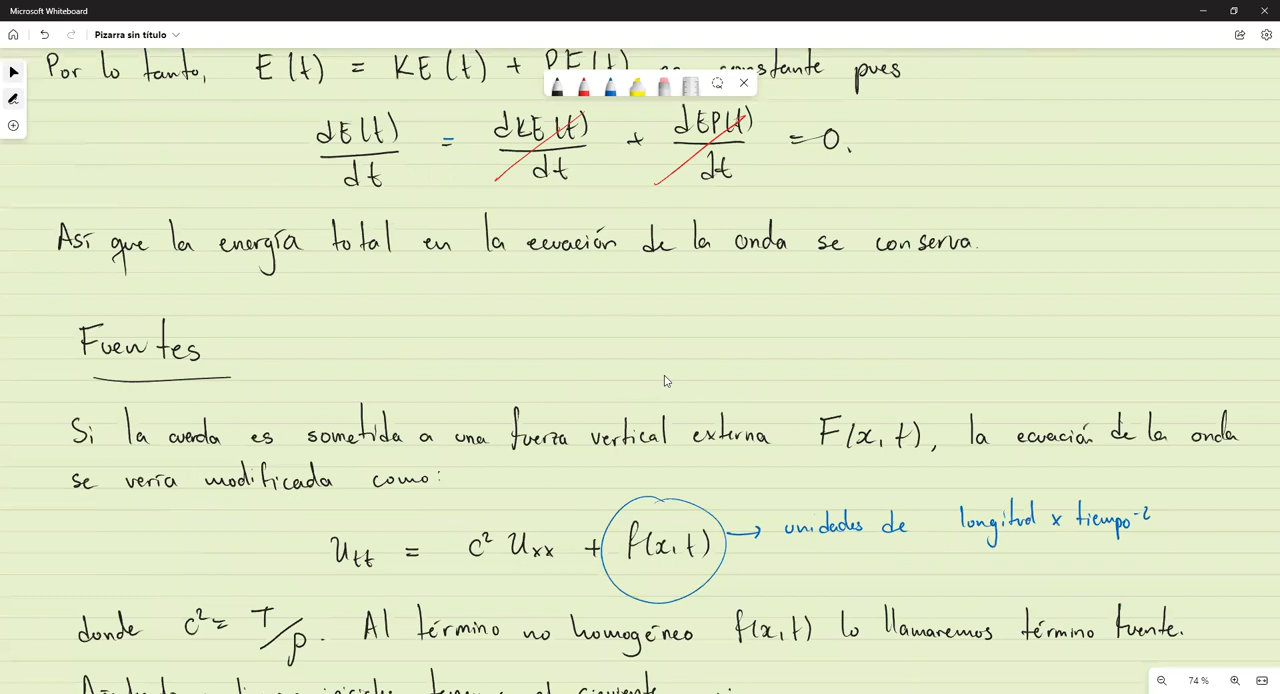 Microsoft Whiteboard
Pizarra sin título
Por lo tanto, E(t) = KE(t) + PE(t) constante pues
dE(t)/dt = dKE(t)/dt + dEP(t)/dt = 0.
Así que la energía total en la ecuación de la onda se conserva.
Fuentes
Si la cuerda es sometida a una fuerza vertical externa F(x,t), la ecuación de la onda
se vería modificada como:
u_tt = c² u_xx + f(x,t) → unidades de longitud x tiempo⁻²
donde c² = T/ρ. Al término no homogéneo f(x,t) lo llamaremos término fuente.
74 %